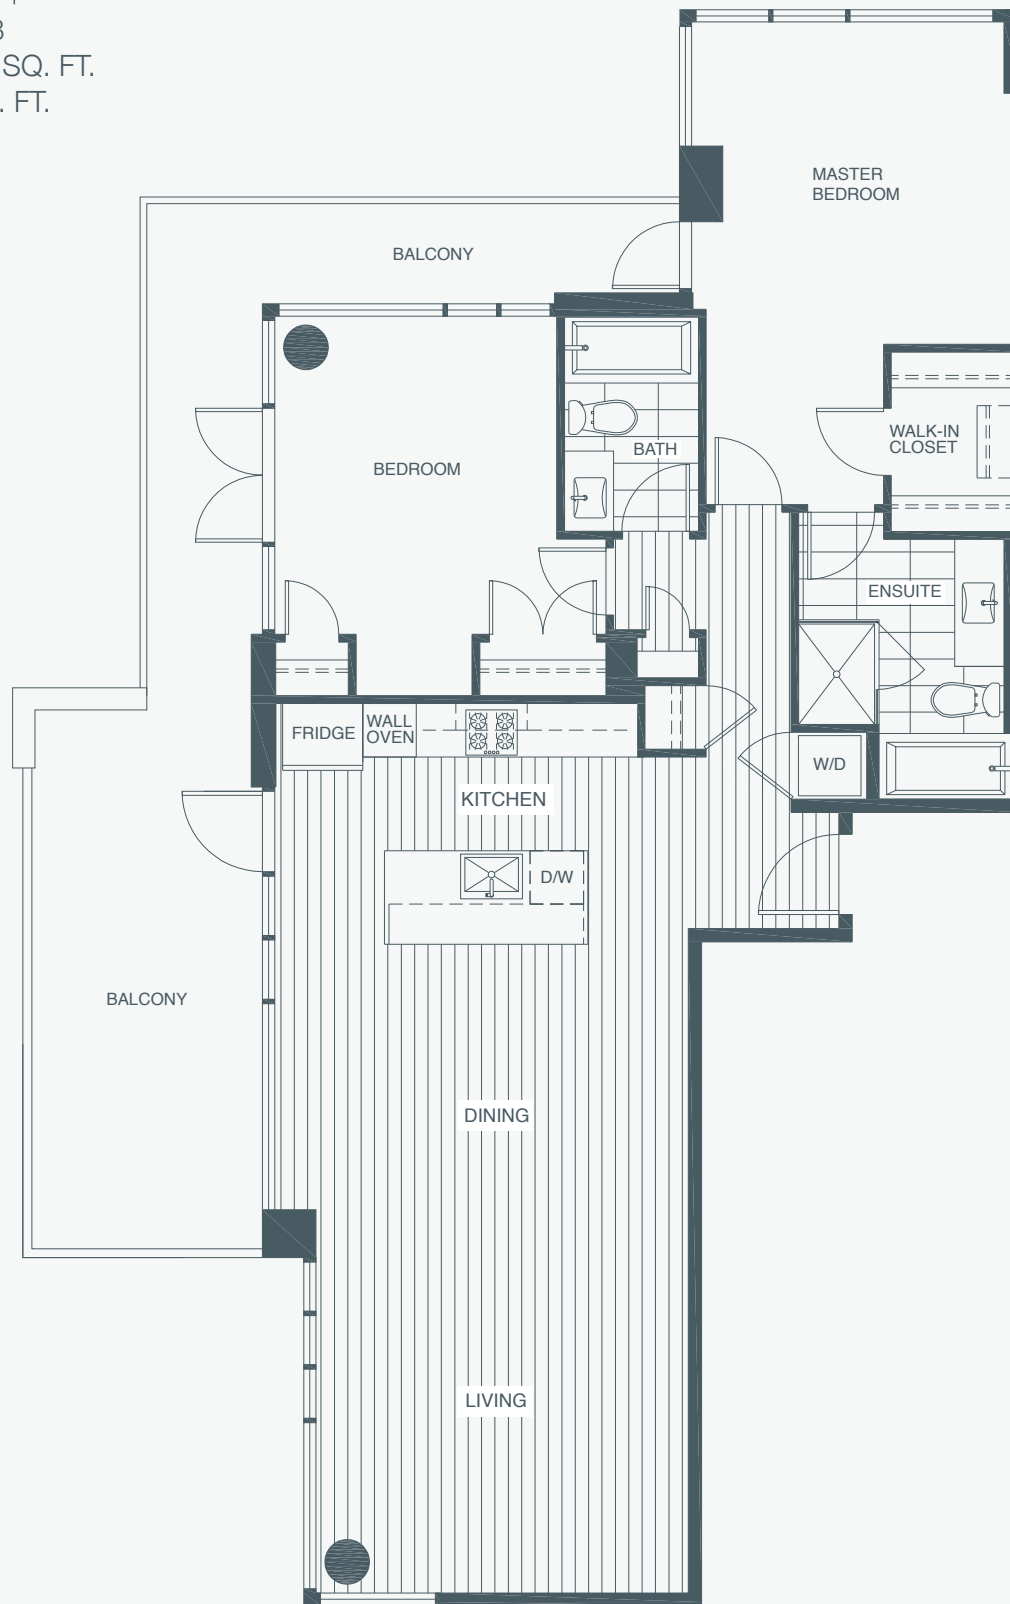 SQ. FT.
. FT.
MASTER
BEDROOM
BALCONY
WALK-IN
CLOSET
BATH
BEDROOM
ENSUITE
FRIDGE
WALL
OVEN
W/D
KITCHEN
D/W
BALCONY
DINING
LIVING